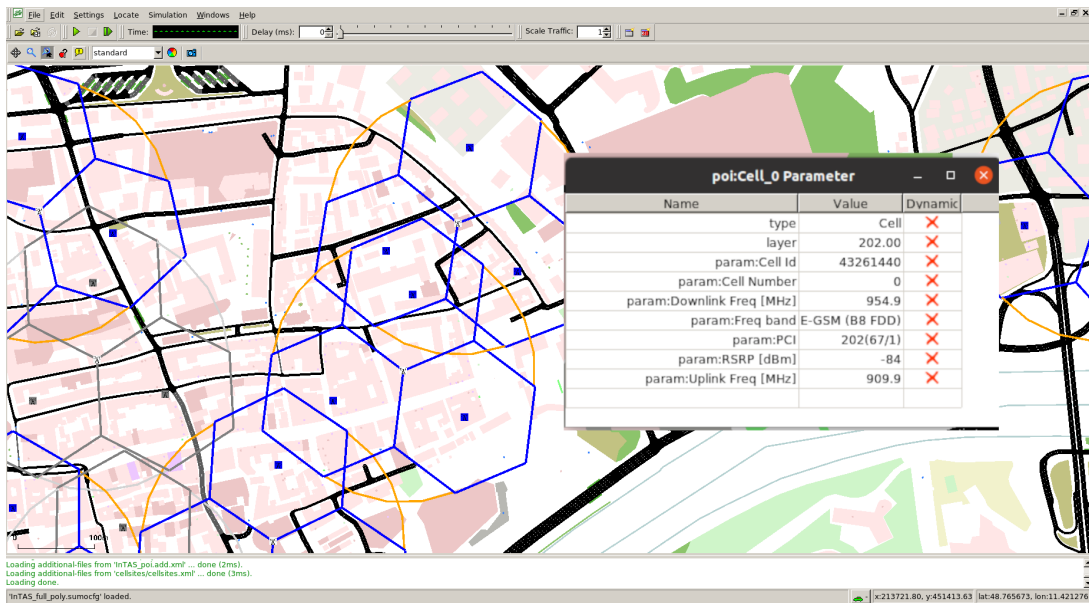 File Edit Settings Locate Simulation Windows Help
Time: Delay (ms): 0 Scale Traffic: 1
standard
poi:Cell_0 Parameter
Name Value Dynamic
type Cell
layer 202.00
param:Cell Id 43261440
param:Cell Number 0
param:Downlink Freq [MHz] 954.9
param:Freq band E-GSM (B8 FDD)
param:PCI 202(67/1)
param:RSRP [dBm] -84
param:Uplink Freq [MHz] 909.9
0 100m
Loading additional-files from 'InTAS_poi.add.xml' ... done (2ms).
Loading additional-files from 'cellsites/cellsites.xml' ... done (3ms).
Loading done.
'InTAS_full_poly.sumocfg' loaded. x:213721.80, y:451413.63 lat:48.765673, lon:11.421276